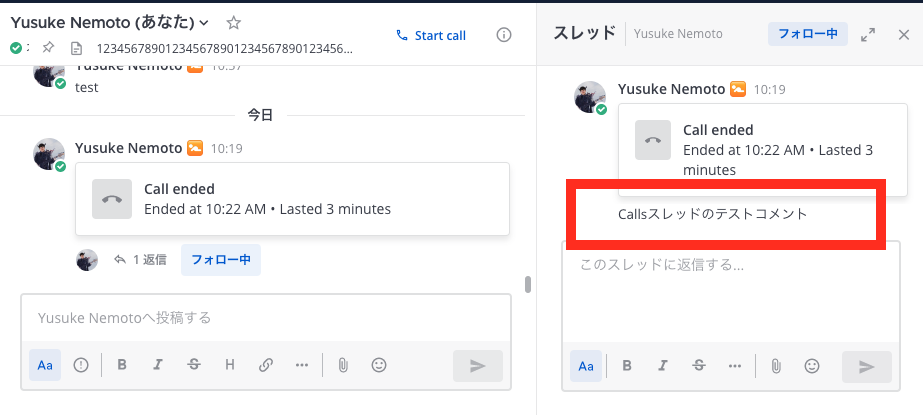 Yusuke Nemoto (あなた)
Start call
12345678901234567890123456789012345​6...
Yusuke Nemoto 10:37
test
今日
Yusuke Nemoto 10:19
Call ended
Ended at 10:22 AM • Lasted 3 minutes
1 返信 フォロー中
Yusuke Nemotoへ投稿する
Aa B I S H
スレッド Yusuke Nemoto フォロー中
Yusuke Nemoto 10:19
Call ended
Ended at 10:22 AM • Lasted 3
minutes
Callsスレッドのテストコメント
このスレッドに返信する...
Aa B I S